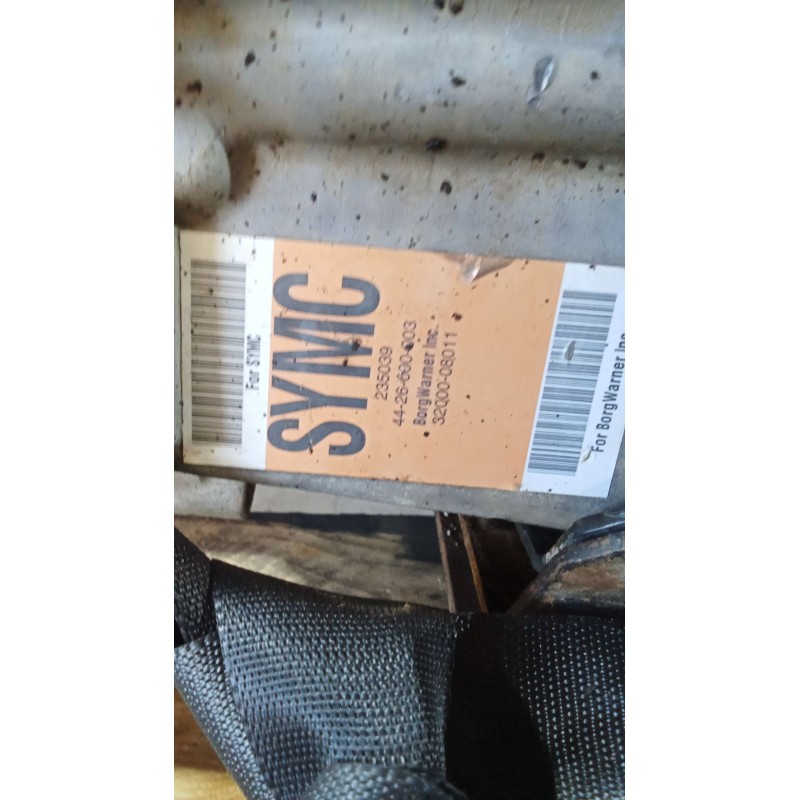 For SYMC
SYMC
235039
44-26-600-003
BorgWarner Inc.
32000-08011
For BorgWarner Inc